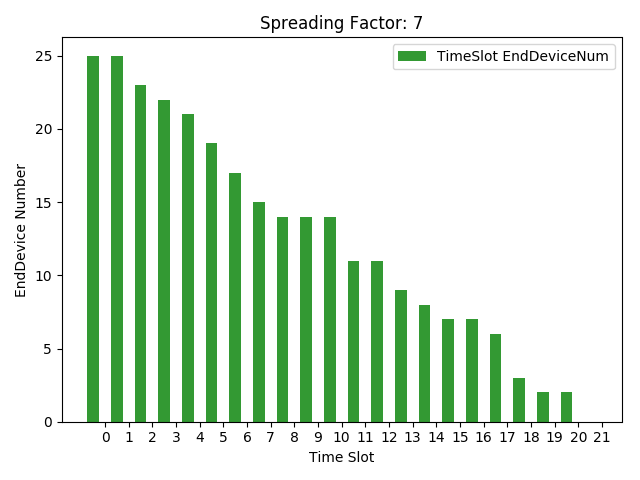 Spreading Factor: 7
TimeSlot EndDeviceNum
25
20
15
10
5
0
EndDevice Number
0 1 2 3 4 5 6 7 8 9 10 11 12 13 14 15 16 17 18 19 20 21
Time Slot